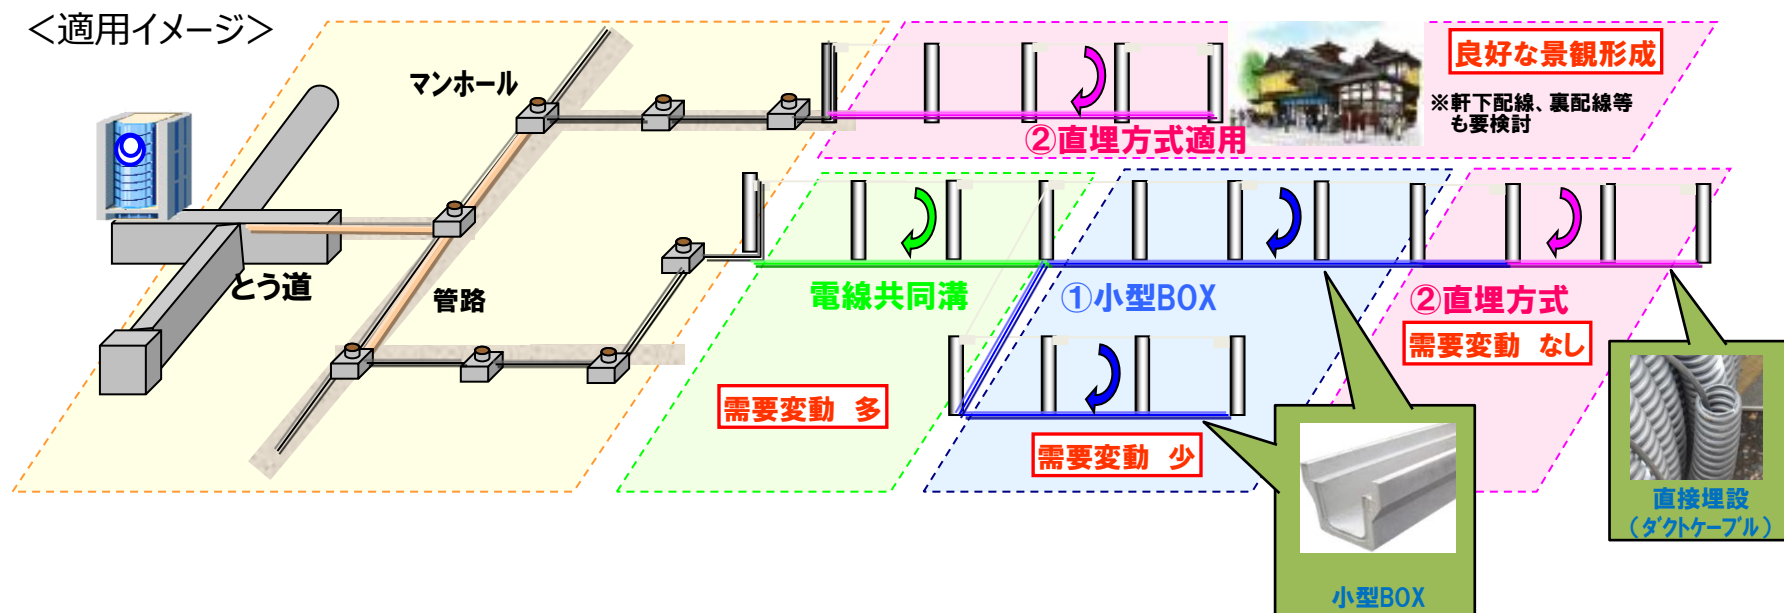 ＜適用イメージ＞
マンホール
良好な景観形成
※軒下配線、裏配線等
も要検討
②直埋方式適用
とう道
管路
電線共同溝
①小型BOX
②直埋方式
需要変動 なし
需要変動 多
需要変動 少
直接埋設
（ダクトケーブル）
小型BOX